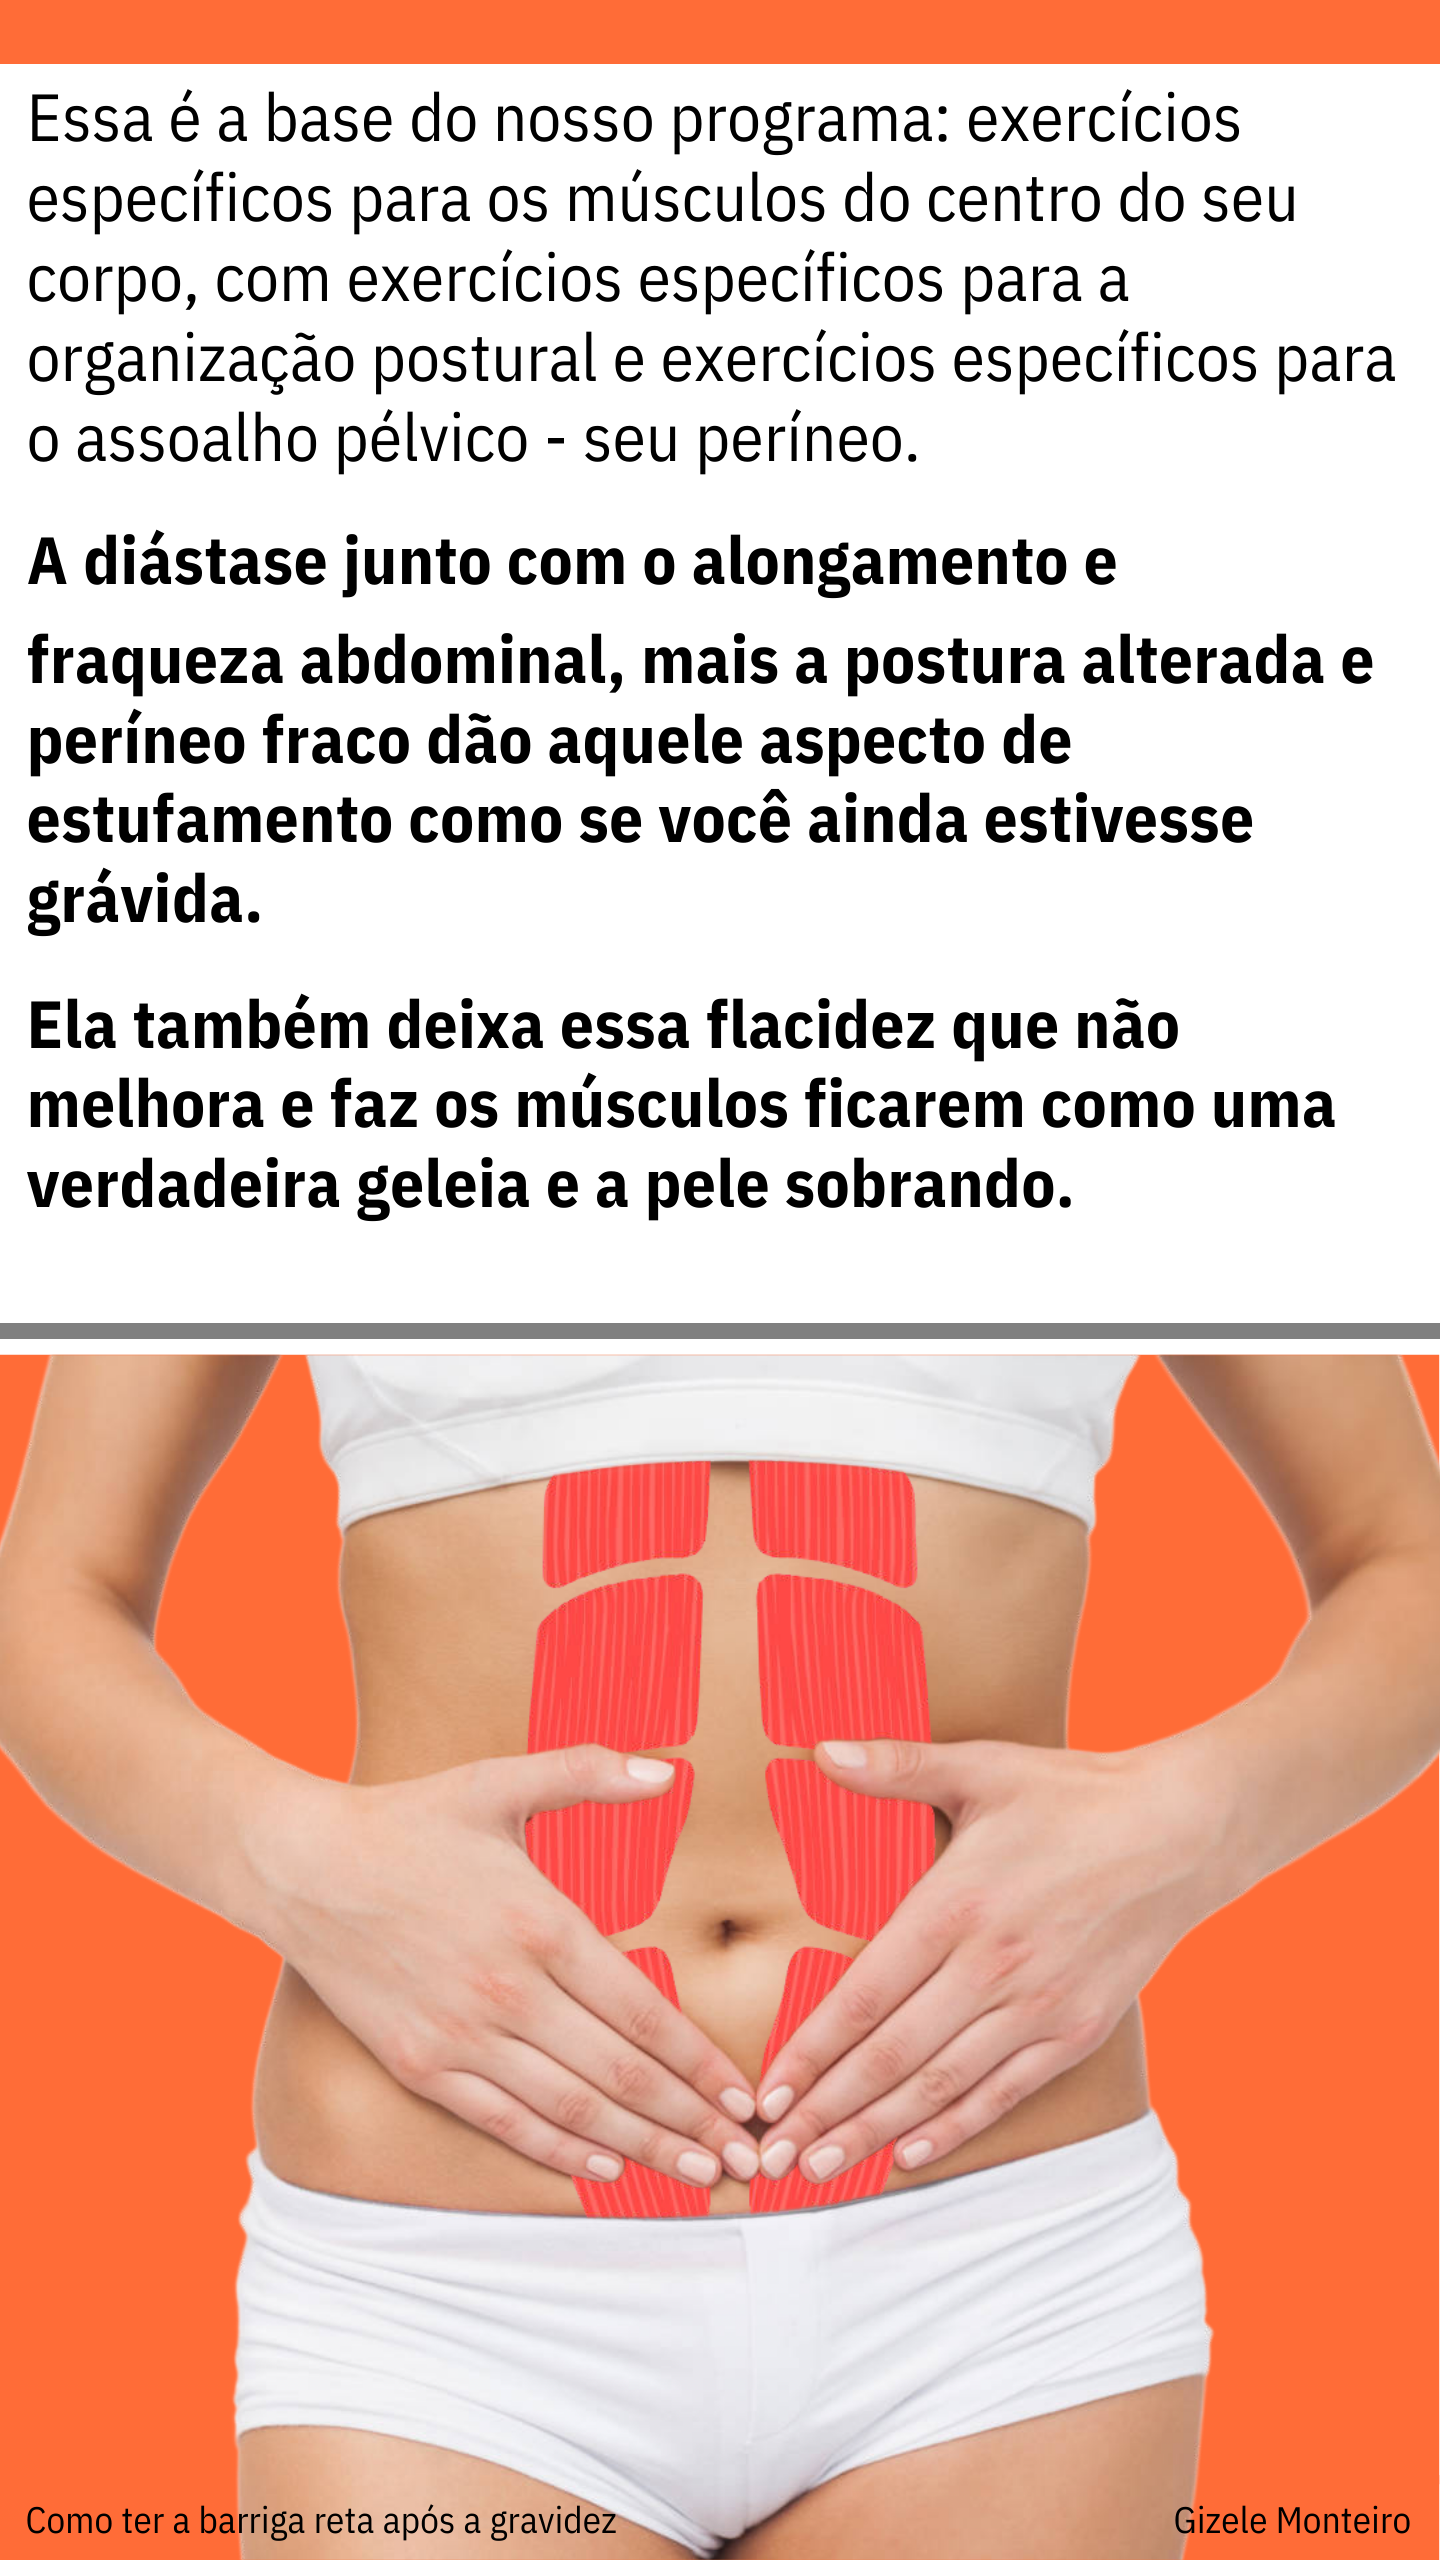 Essa é a base do nosso programa: exercícios
específicos para os músculos do centro do seu
corpo, com exercícios específicos para a
organização postural e exercícios específicos para
o assoalho pélvico - seu períneo.
A diástase junto com o alongamento e
fraqueza abdominal, mais a postura alterada e
períneo fraco dão aquele aspecto de
estufamento como se você ainda estivesse
grávida.
Ela também deixa essa flacidez que não
melhora e faz os músculos ficarem como uma
verdadeira geleia e a pele sobrando.
Como ter a barriga reta após a gravidez
Gizele Monteiro